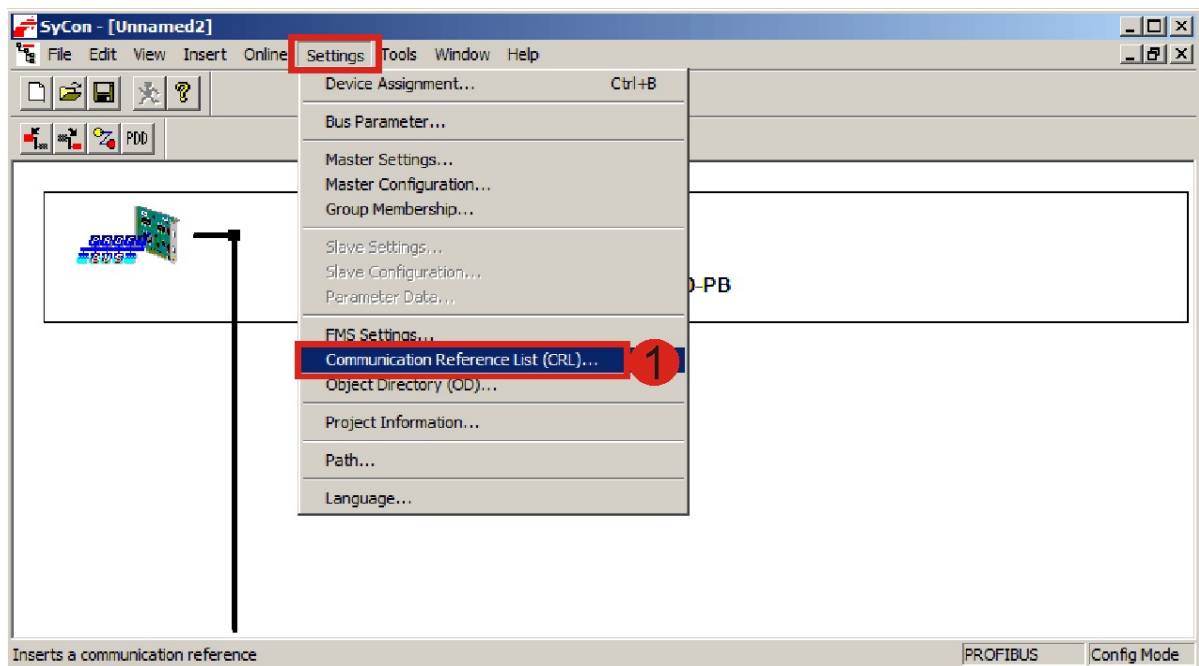 SyCon - [Unnamed2]
File Edit View Insert Online Settings Tools Window Help
Device Assignment... Ctrl+B
Bus Parameter...
PDD
Master Settings...
Master Configuration...
Group Membership...
Slave Settings...
Slave Configuration...
Parameter Data...
-PB
FMS Settings...
Communication Reference List (CRL)... 1
Object Directory (OD)...
Project Information...
Path...
Language...
Inserts a communication reference PROFIBUS Config Mode